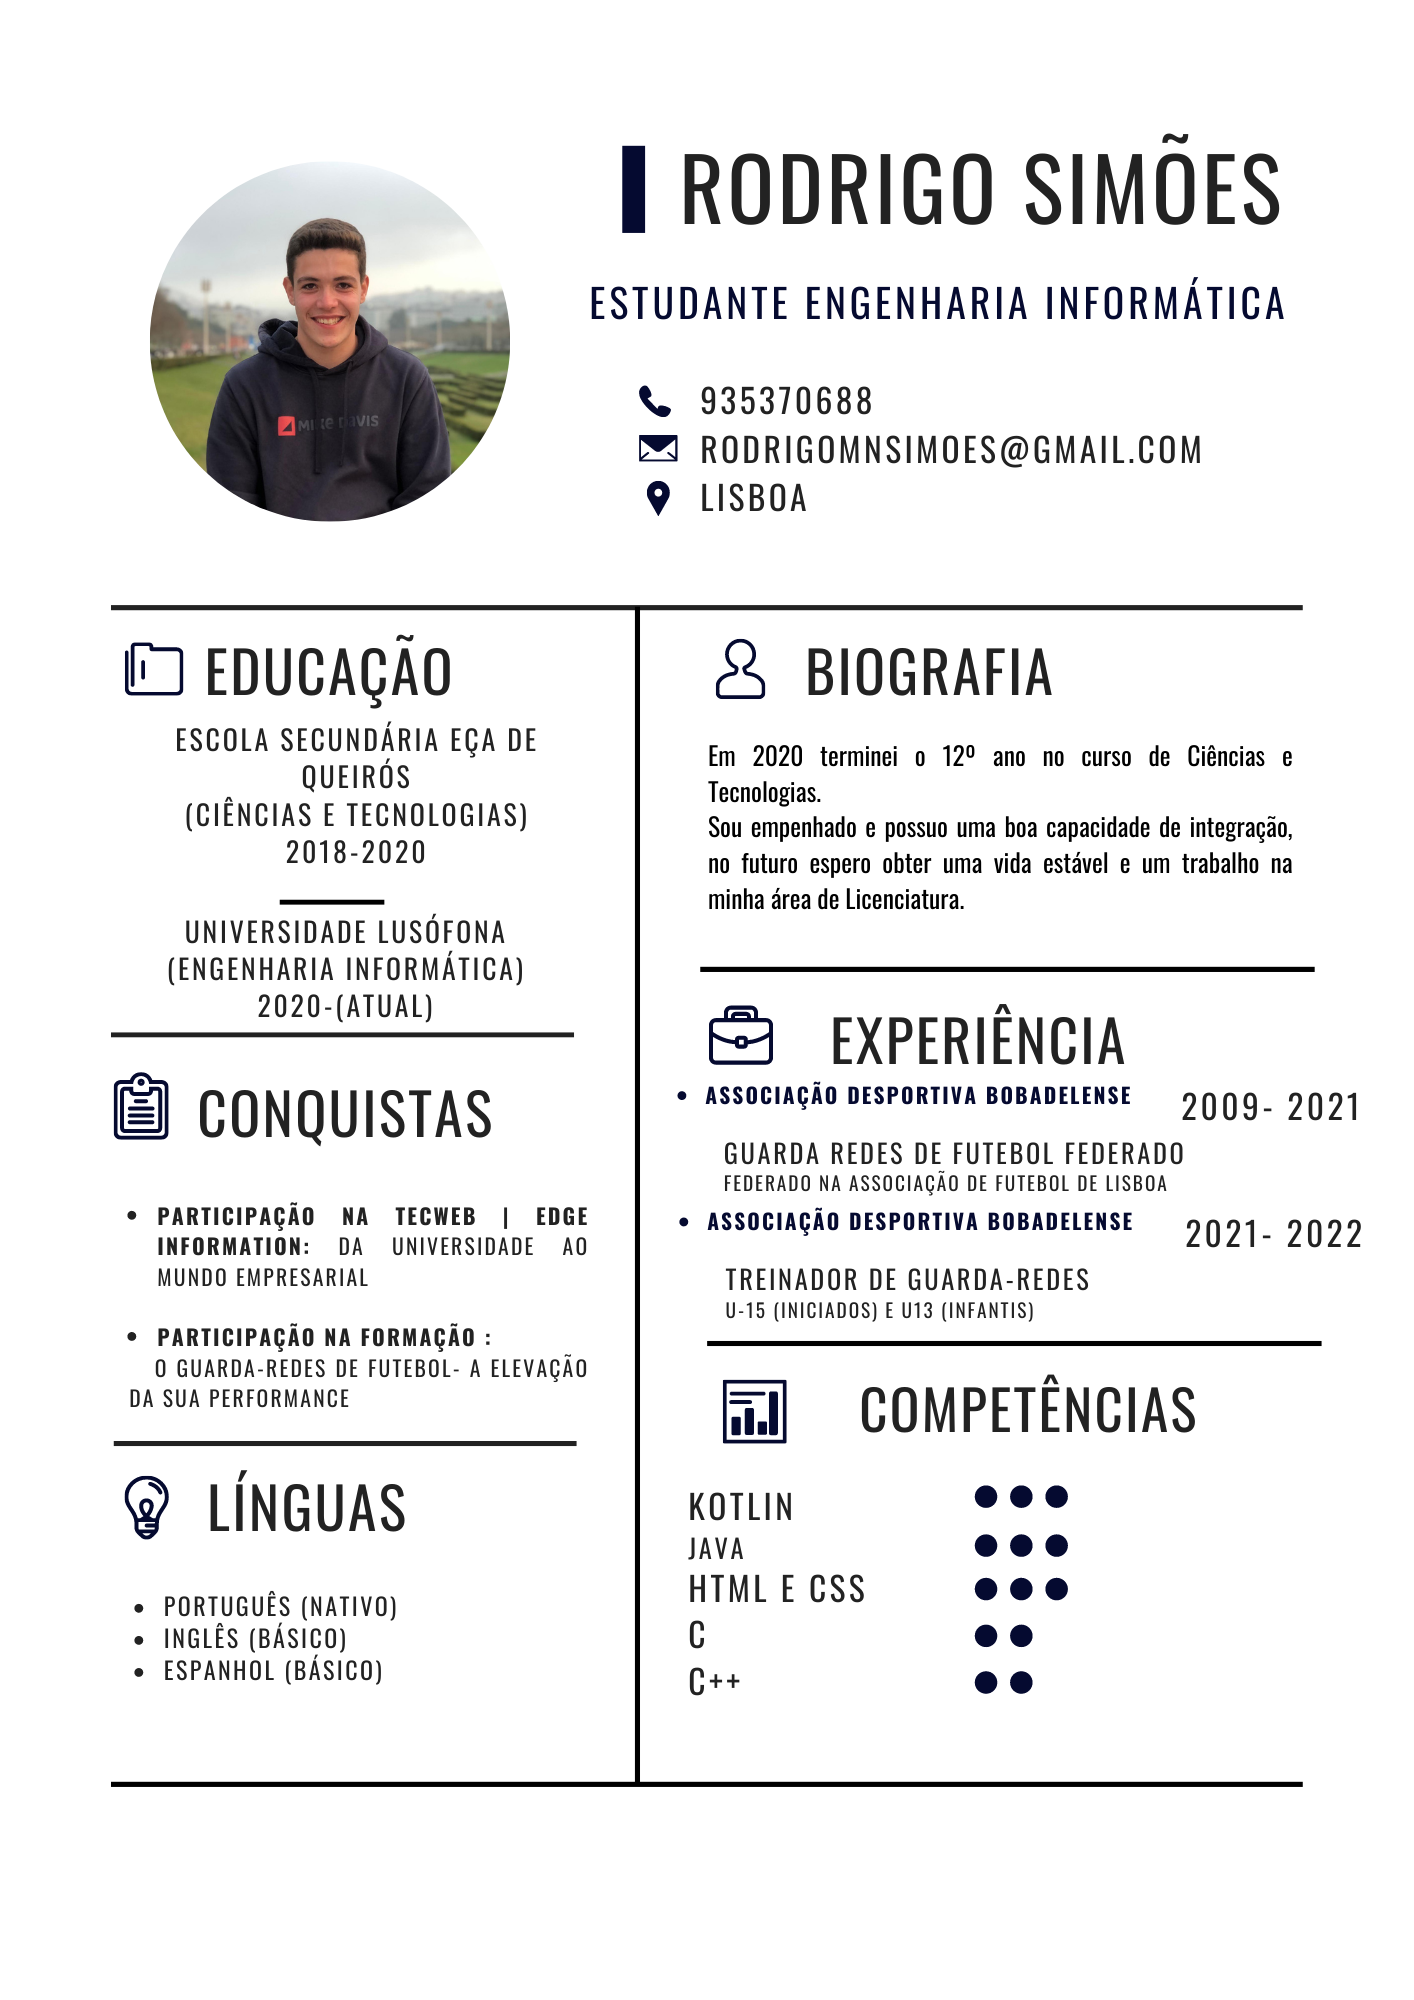 RODRIGO SIMÕES
ESTUDANTE ENGENHARIA INFORMÁTICA
935370688
RODRIGOMNSIMOES@GMAIL.COM
LISBOA
MIKE DAVIS
EDUCAÇÃO
ESCOLA SECUNDÁRIA EÇA DE
QUEIRÓS
(CIÊNCIAS E TECNOLOGIAS)
2018-2020
UNIVERSIDADE LUSÓFONA
(ENGENHARIA INFORMÁTICA)
2020-(ATUAL)
CONQUISTAS
• PARTICIPAÇÃO NA TECWEB | EDGE
INFORMATION: DA UNIVERSIDADE AO
MUNDO EMPRESARIAL
• PARTICIPAÇÃO NA FORMAÇÃO :
O GUARDA-REDES DE FUTEBOL- A ELEVAÇÃO
DA SUA PERFORMANCE
LÍNGUAS
• PORTUGUÊS (NATIVO)
• INGLÊS (BÁSICO)
• ESPANHOL (BÁSICO)
BIOGRAFIA
Em 2020 terminei o 12º ano no curso de Ciências e
Tecnologias.
Sou empenhado e possuo uma boa capacidade de integração,
no futuro espero obter uma vida estável e um trabalho na
minha área de Licenciatura.
EXPERIÊNCIA
• ASSOCIAÇÃO DESPORTIVA BOBADELENSE 2009- 2021
GUARDA REDES DE FUTEBOL FEDERADO
FEDERADO NA ASSOCIAÇÃO DE FUTEBOL DE LISBOA
• ASSOCIAÇÃO DESPORTIVA BOBADELENSE 2021- 2022
TREINADOR DE GUARDA-REDES
U-15 (INICIADOS) E U13 (INFANTIS)
COMPETÊNCIAS
KOTLIN
JAVA
HTML E CSS
C
C++